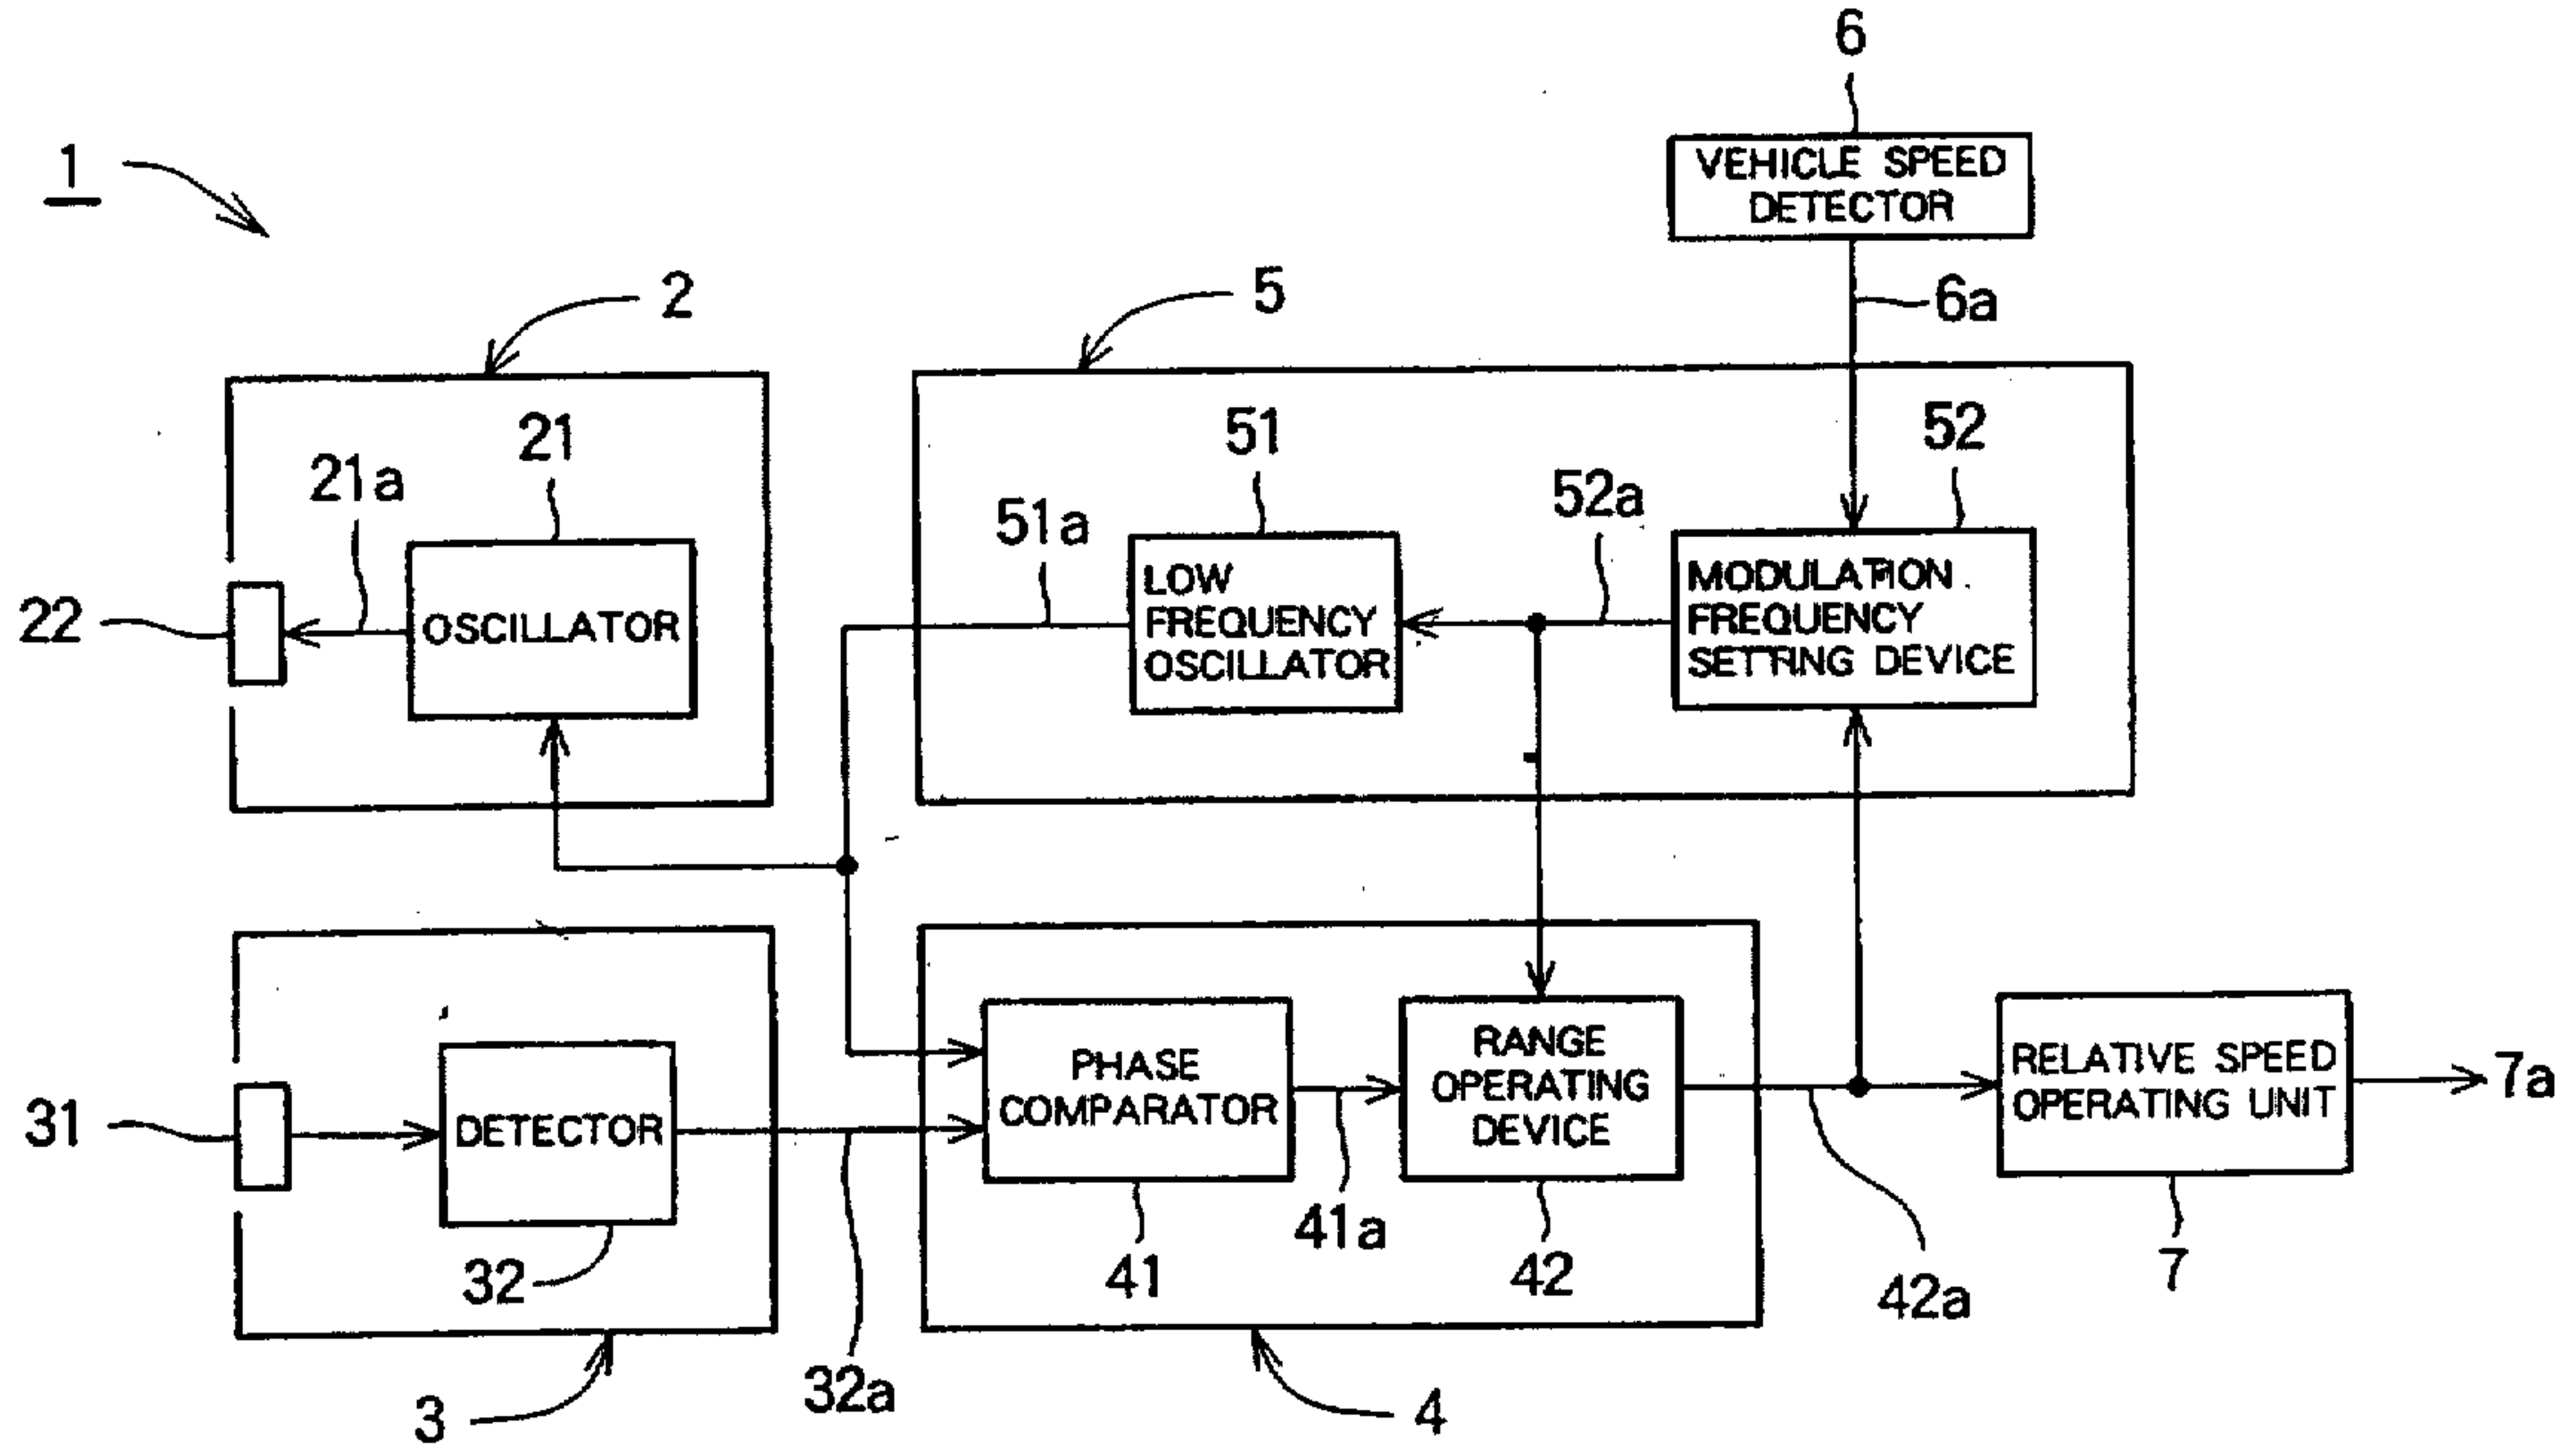 6
VEHICLE SPEED
DETECTOR
1
2
5
6a
21
51
52
21a
51a
52a
22
OSCILLATOR
LOW
FREQUENCY
OSCILLATOR
MODULATION
FREQUENCY
SETTING DEVICE
31
DETECTOR
PHASE
COMPARATOR
RANGE
OPERATING
DEVICE
RELATIVE SPEED
OPERATING UNIT
7a
32
41
41a
42
42a
7
3
32a
4